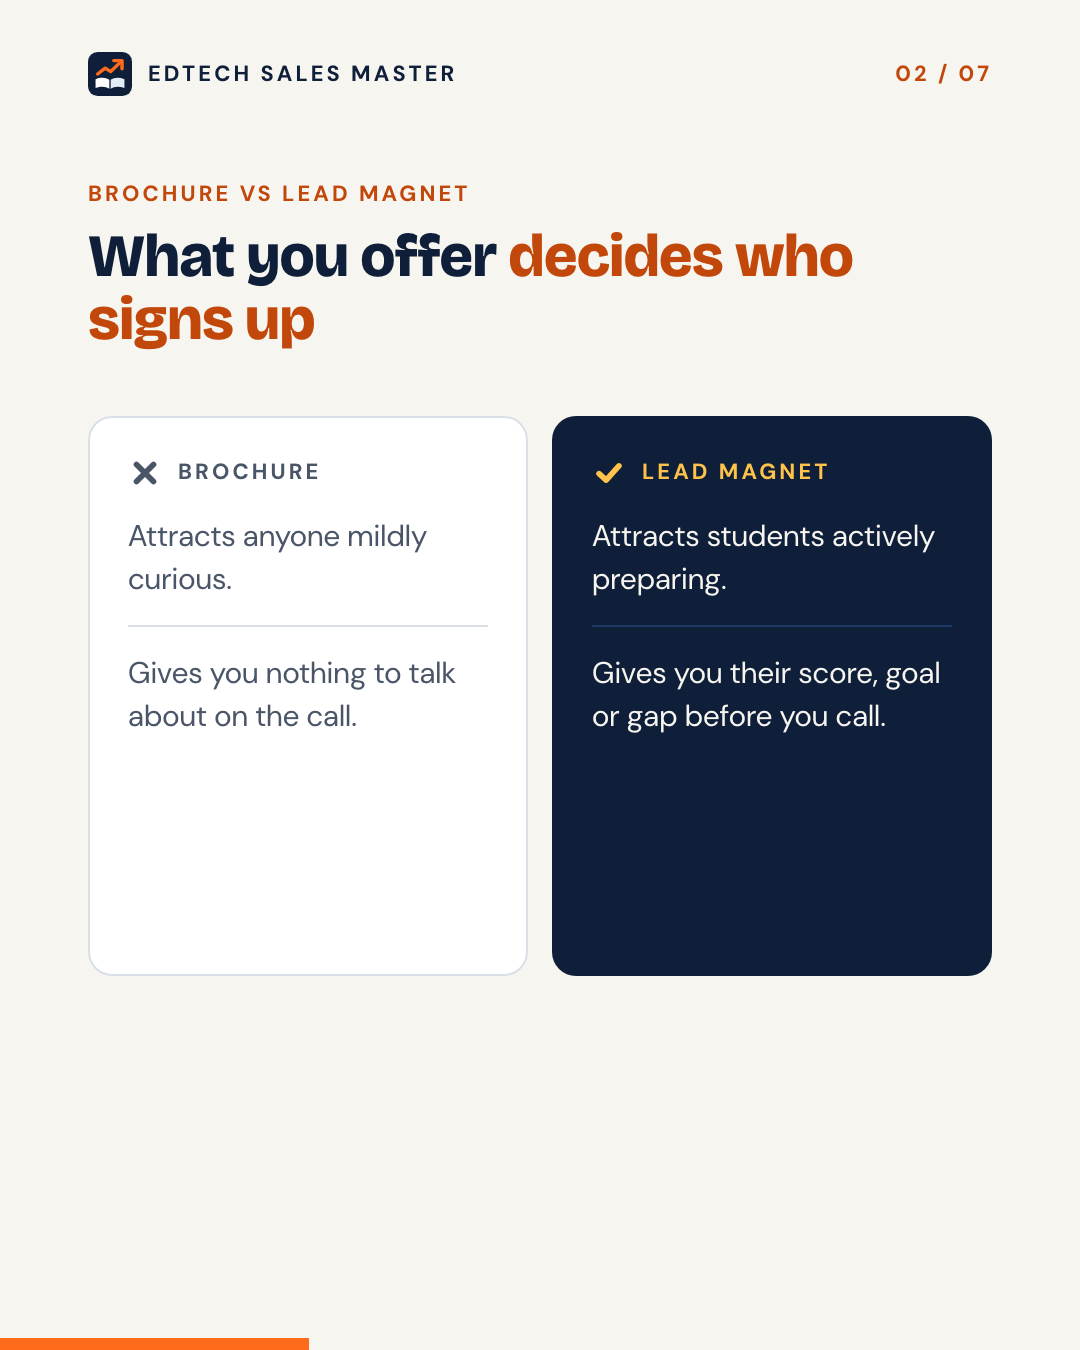 EDTECH SALES MASTER
02 / 07
BROCHURE VS LEAD MAGNET
What you offer decides who
signs up
BROCHURE
Attracts anyone mildly
curious.
Gives you nothing to talk
about on the call.
LEAD MAGNET
Attracts students actively
preparing.
Gives you their score, goal
or gap before you call.